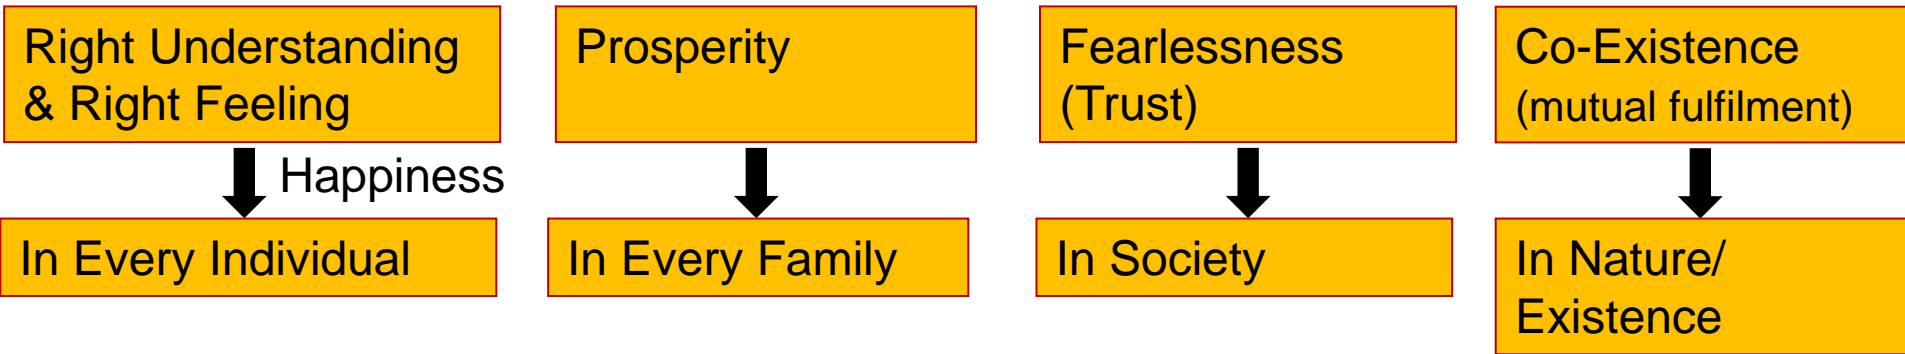 Right Understanding
& Right Feeling
Prosperity
Fearlessness
(Trust)
Co-Existence
(mutual fulfilment)
Happiness
In Every Individual
In Every Family
In Society
In Nature/
Existence